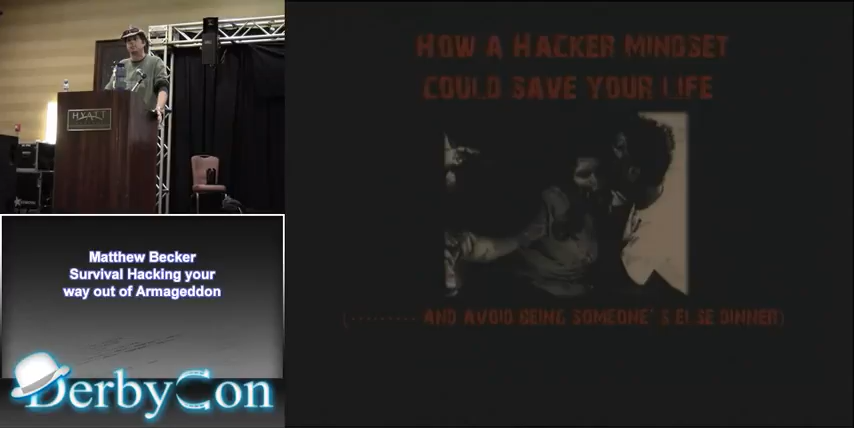 HOW A HACKER MINDSET
COULD SAVE YOUR LIFE
(--------- AND AVOID BEING SOMEONE'S ELSE DINNER)
HYATT
Matthew Becker
Survival Hacking your
way out of Armageddon
DerbyCon